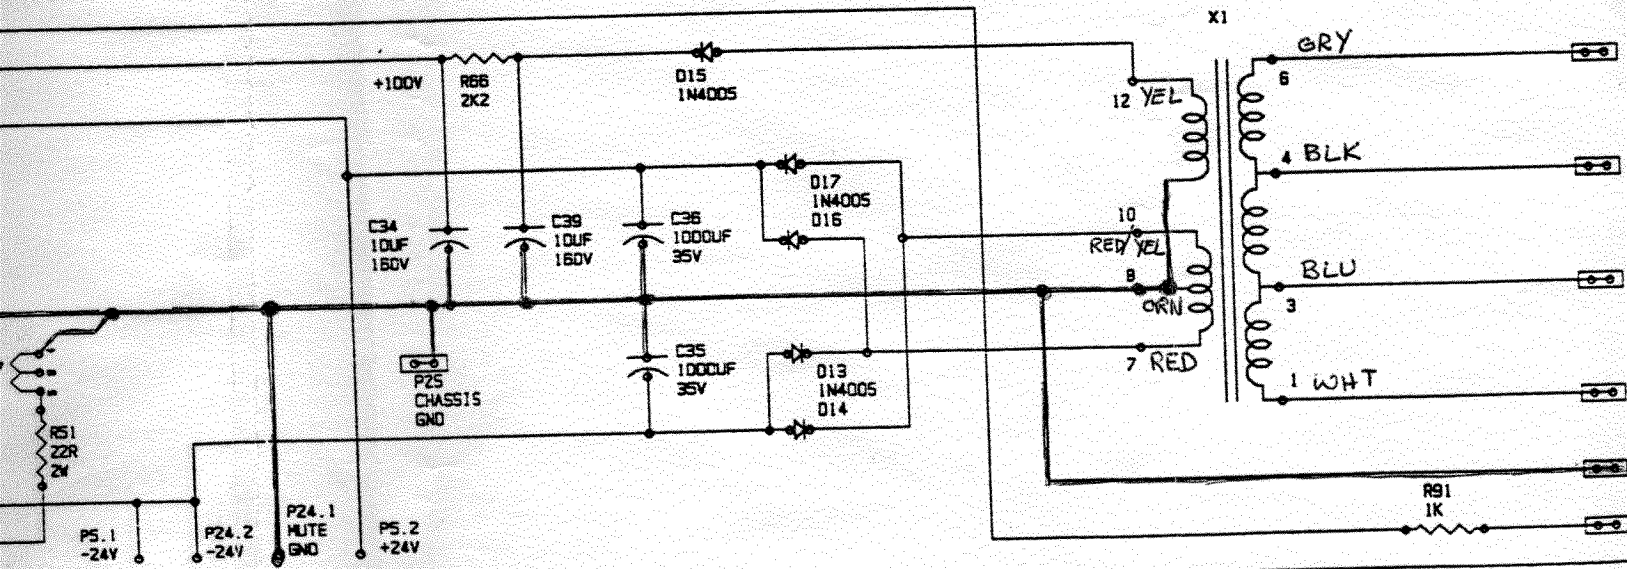 X1
GRY
6
+100V
R66
2K2
D15
1N4005
12 YEL
4 BLK
D17
1N4005
D16
C34
10UF
160V
C39
10UF
160V
C36
1000UF
35V
10
RED/YEL
8
ORN
BLU
3
7 RED
1 WHT
P25
CHASSIS
GND
C35
1000UF
35V
D13
1N4005
D14
R51
22R
2W
R91
1K
P5.1
-24V
P24.2
-24V
P24.1
MUTE
GND
P5.2
+24V